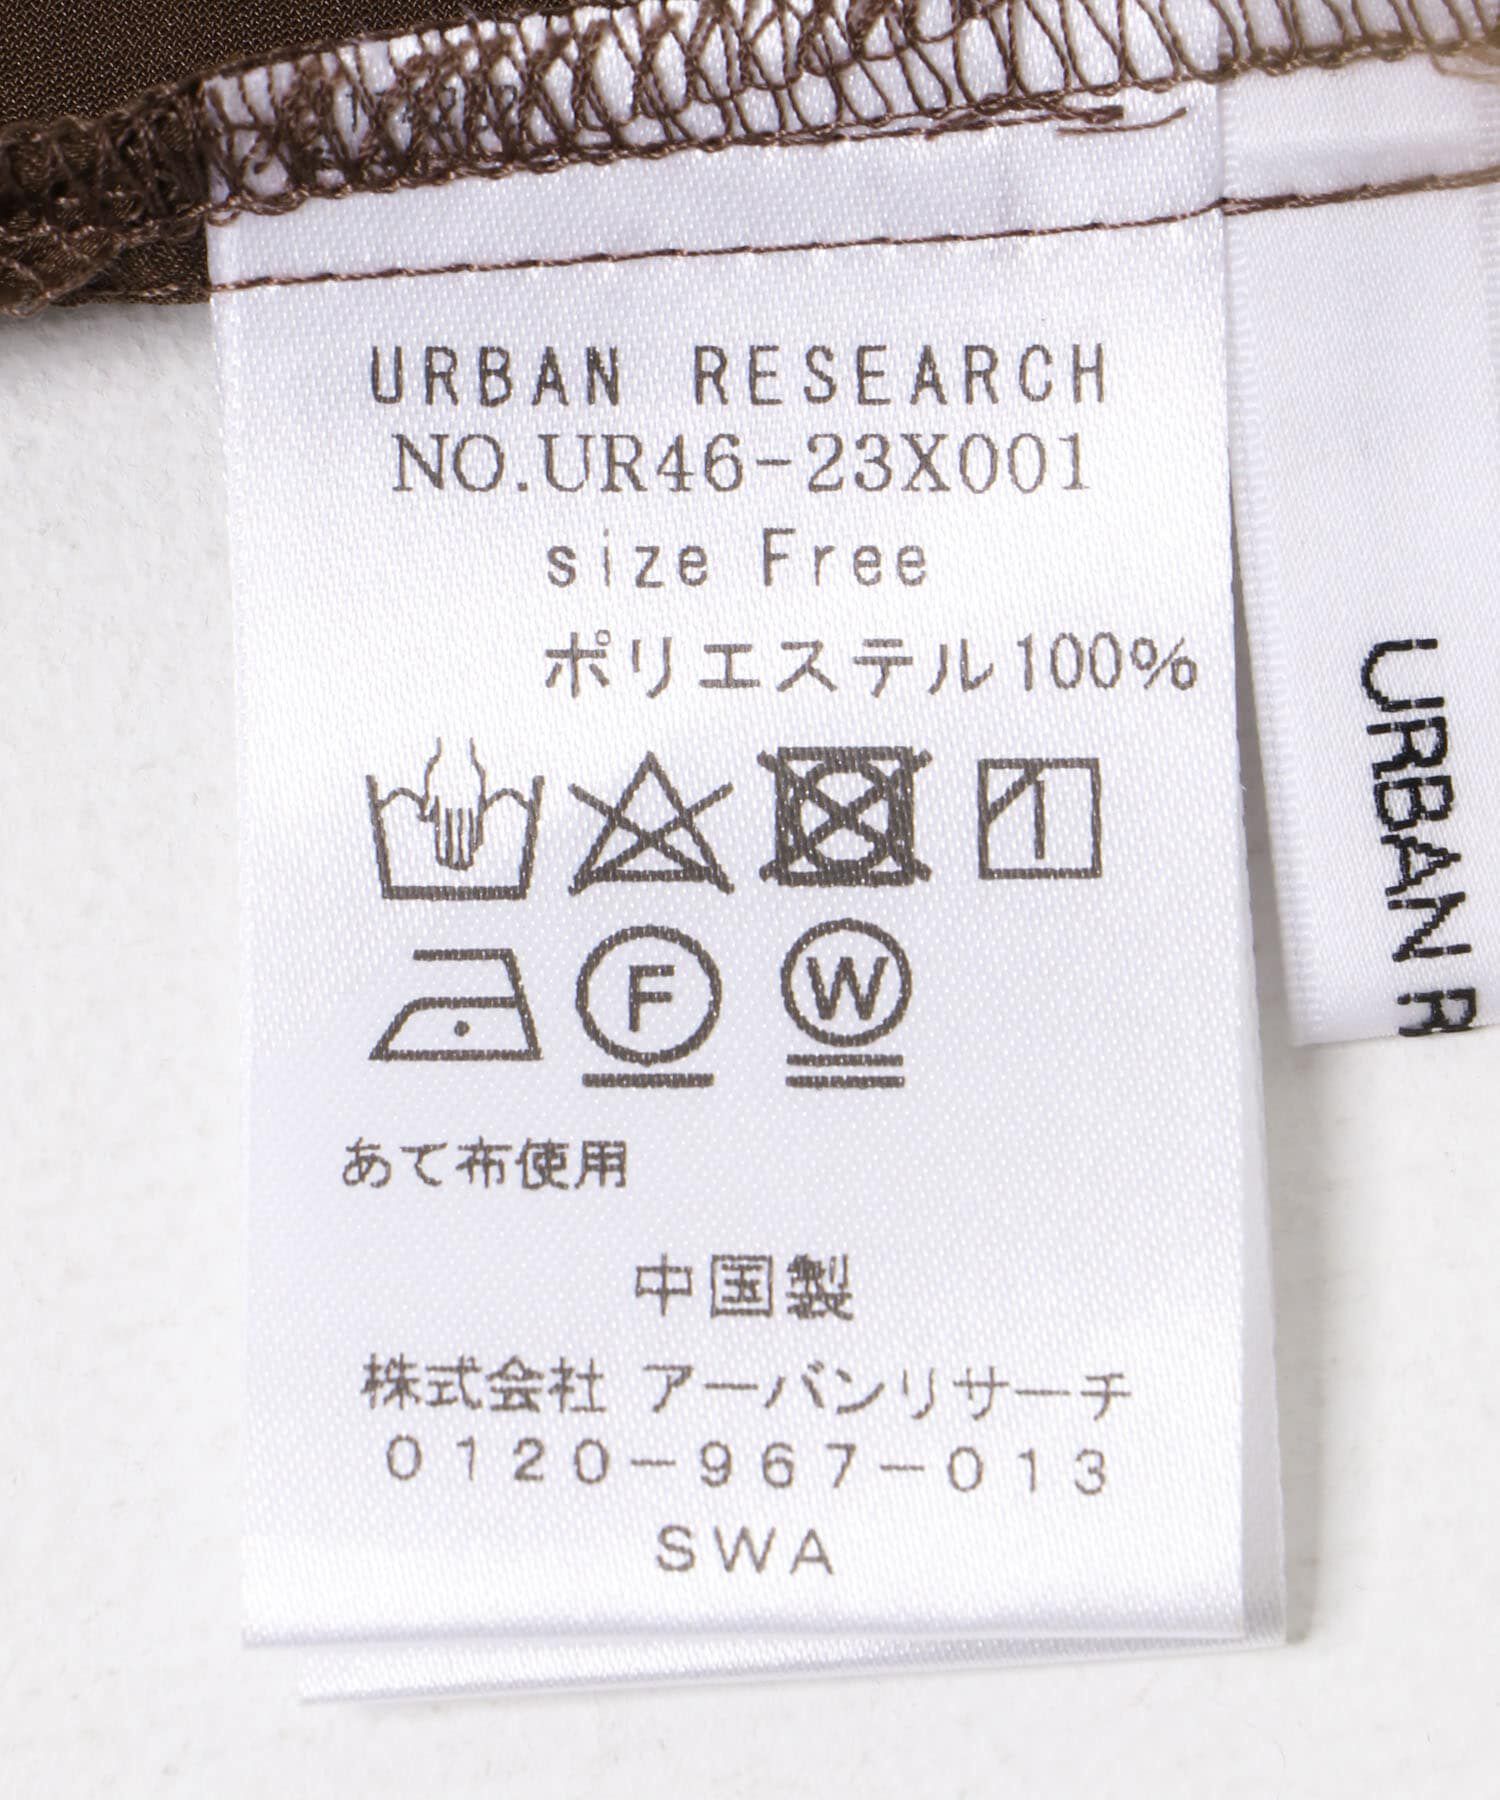 URBAN RESEARCH
NO.UR46-23X001
size Free
ポリエステル100%
F W
あて布使用
中国製
株式会社 アーバンリサーチ
0120-967-013
SWA
URBAN R